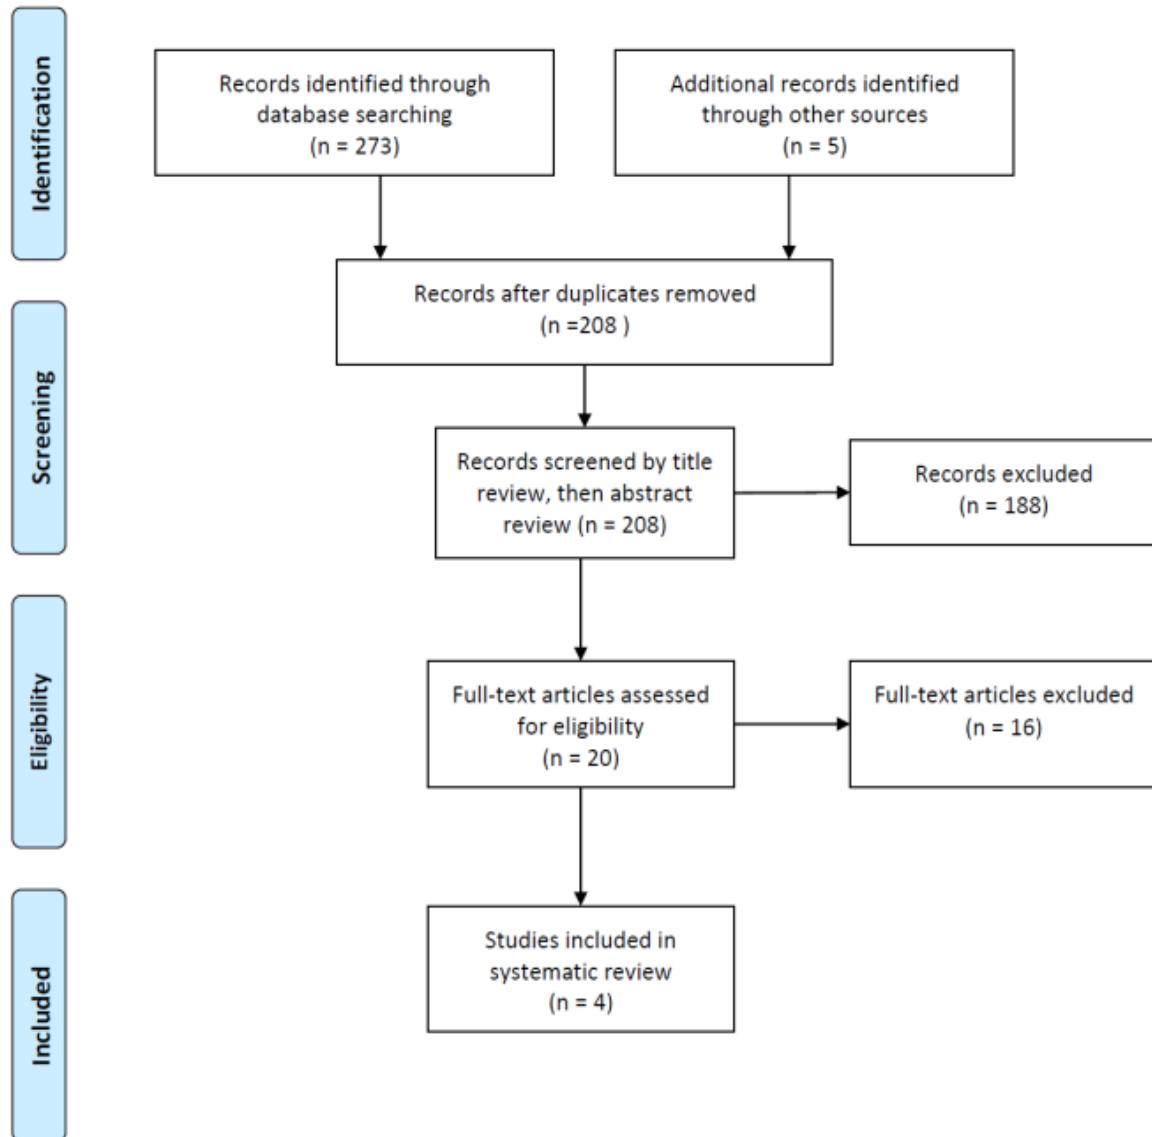 Identification
Records identified through
database searching
(n = 273)
Additional records identified
through other sources
(n = 5)
Records after duplicates removed
(n =208 )
Screening
Records screened by title
review, then abstract
review (n = 208)
Records excluded
(n = 188)
Eligibility
Full-text articles assessed
for eligibility
(n = 20)
Full-text articles excluded
(n = 16)
Included
Studies included in
systematic review
(n = 4)